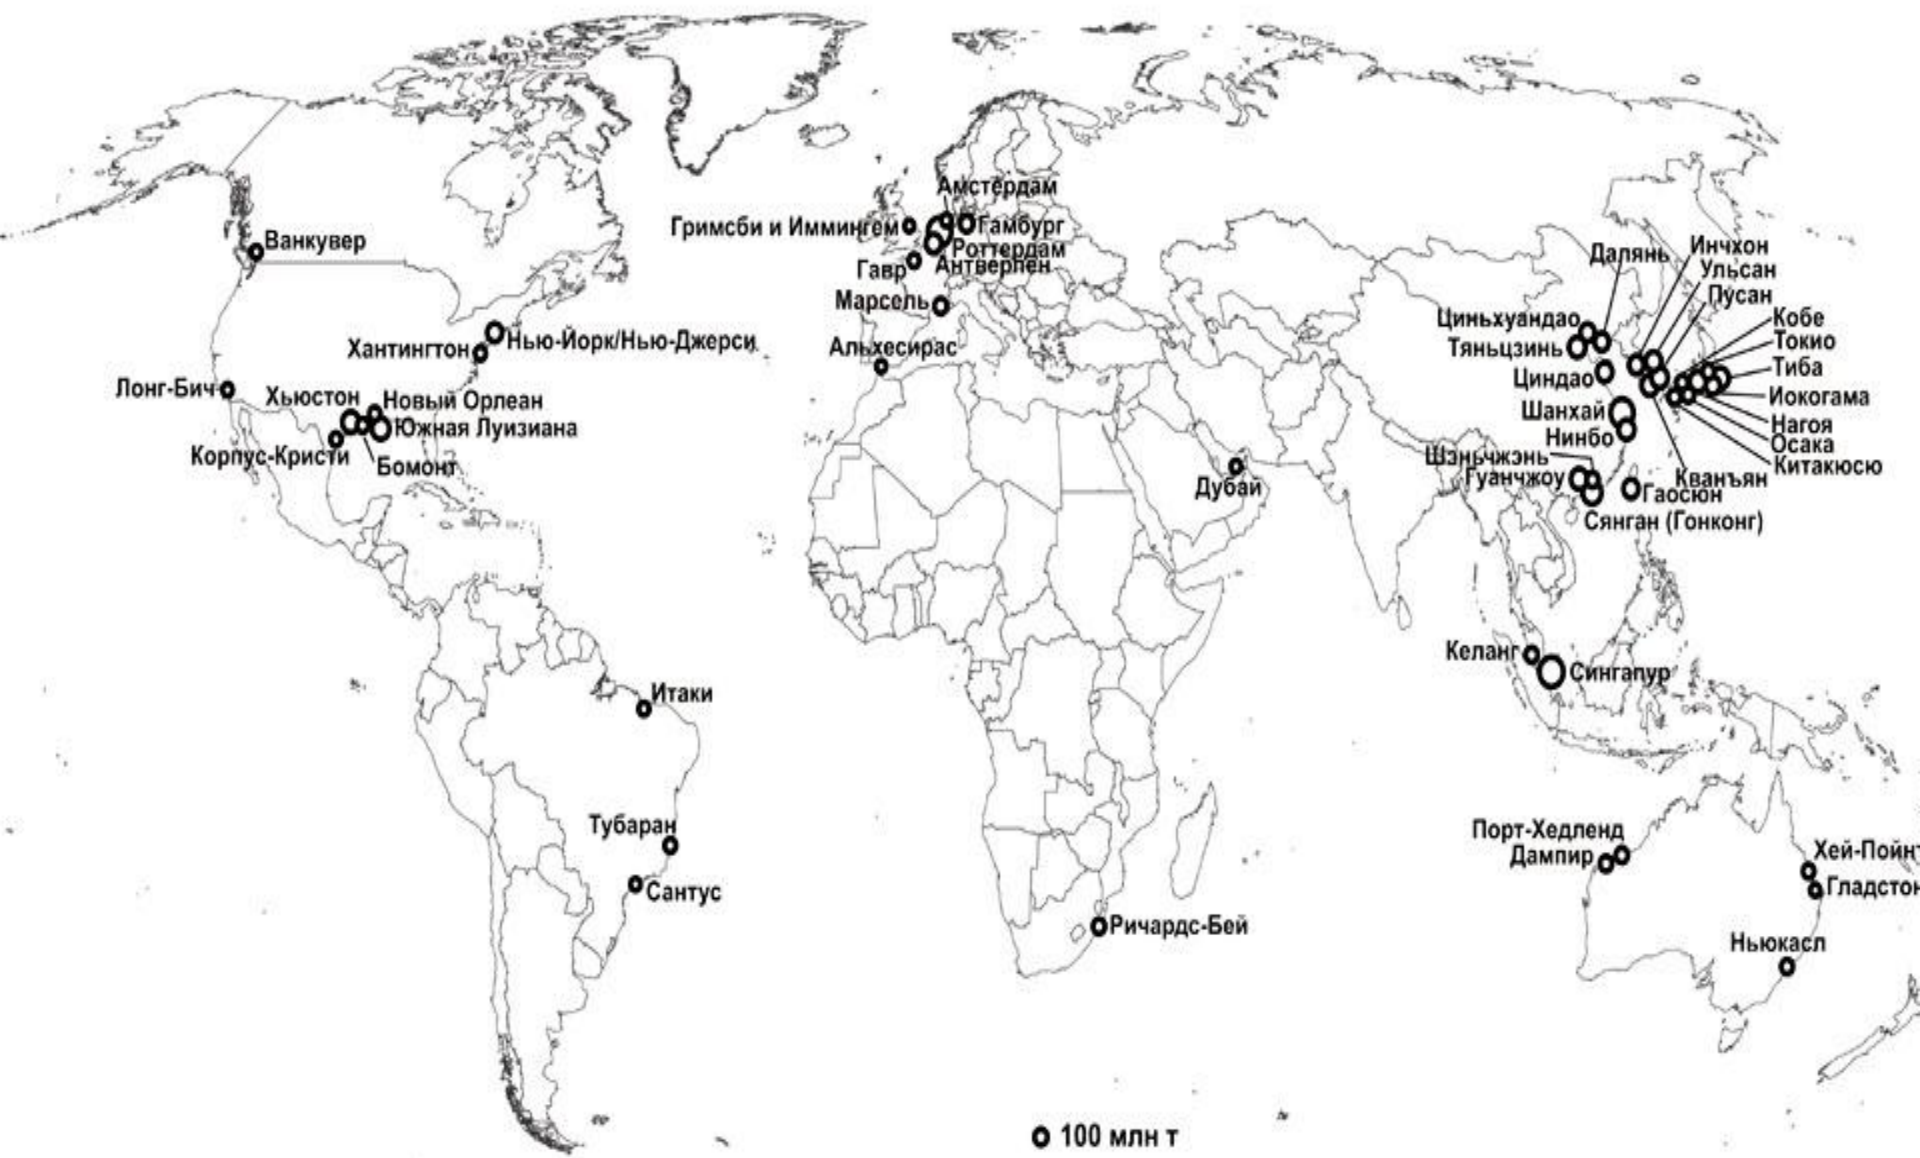 Амстердам
Гримсби и Иммингем
Гамбург
Роттердам
Антверпен
Гавр
Марсель
Альхесирас
Ванкувер
Нью-Йорк/Нью-Джерси
Хантингтон
Лонг-Бич
Хьюстон
Новый Орлеан
Южная Луизиана
Корпус-Кристи
Бомонт
Далянь
Инчхон
Ульсан
Пусан
Циньхуандао
Кобе
Тяньцзинь
Токио
Тиба
Циндао
Иокогама
Шанхай
Нагоя
Нинбо
Осака
Шэньчжэнь
Китакюсю
Гуанчжоу
Кванъян
Гаосюн
Сянган (Гонконг)
Дубай
Келанг
Сингапур
Итаки
Тубаран
Сантус
Ричардс-Бей
Порт-Хедленд
Дампир
Хей-Пойнт
Гладстон
Ньюкасл
100 млн т